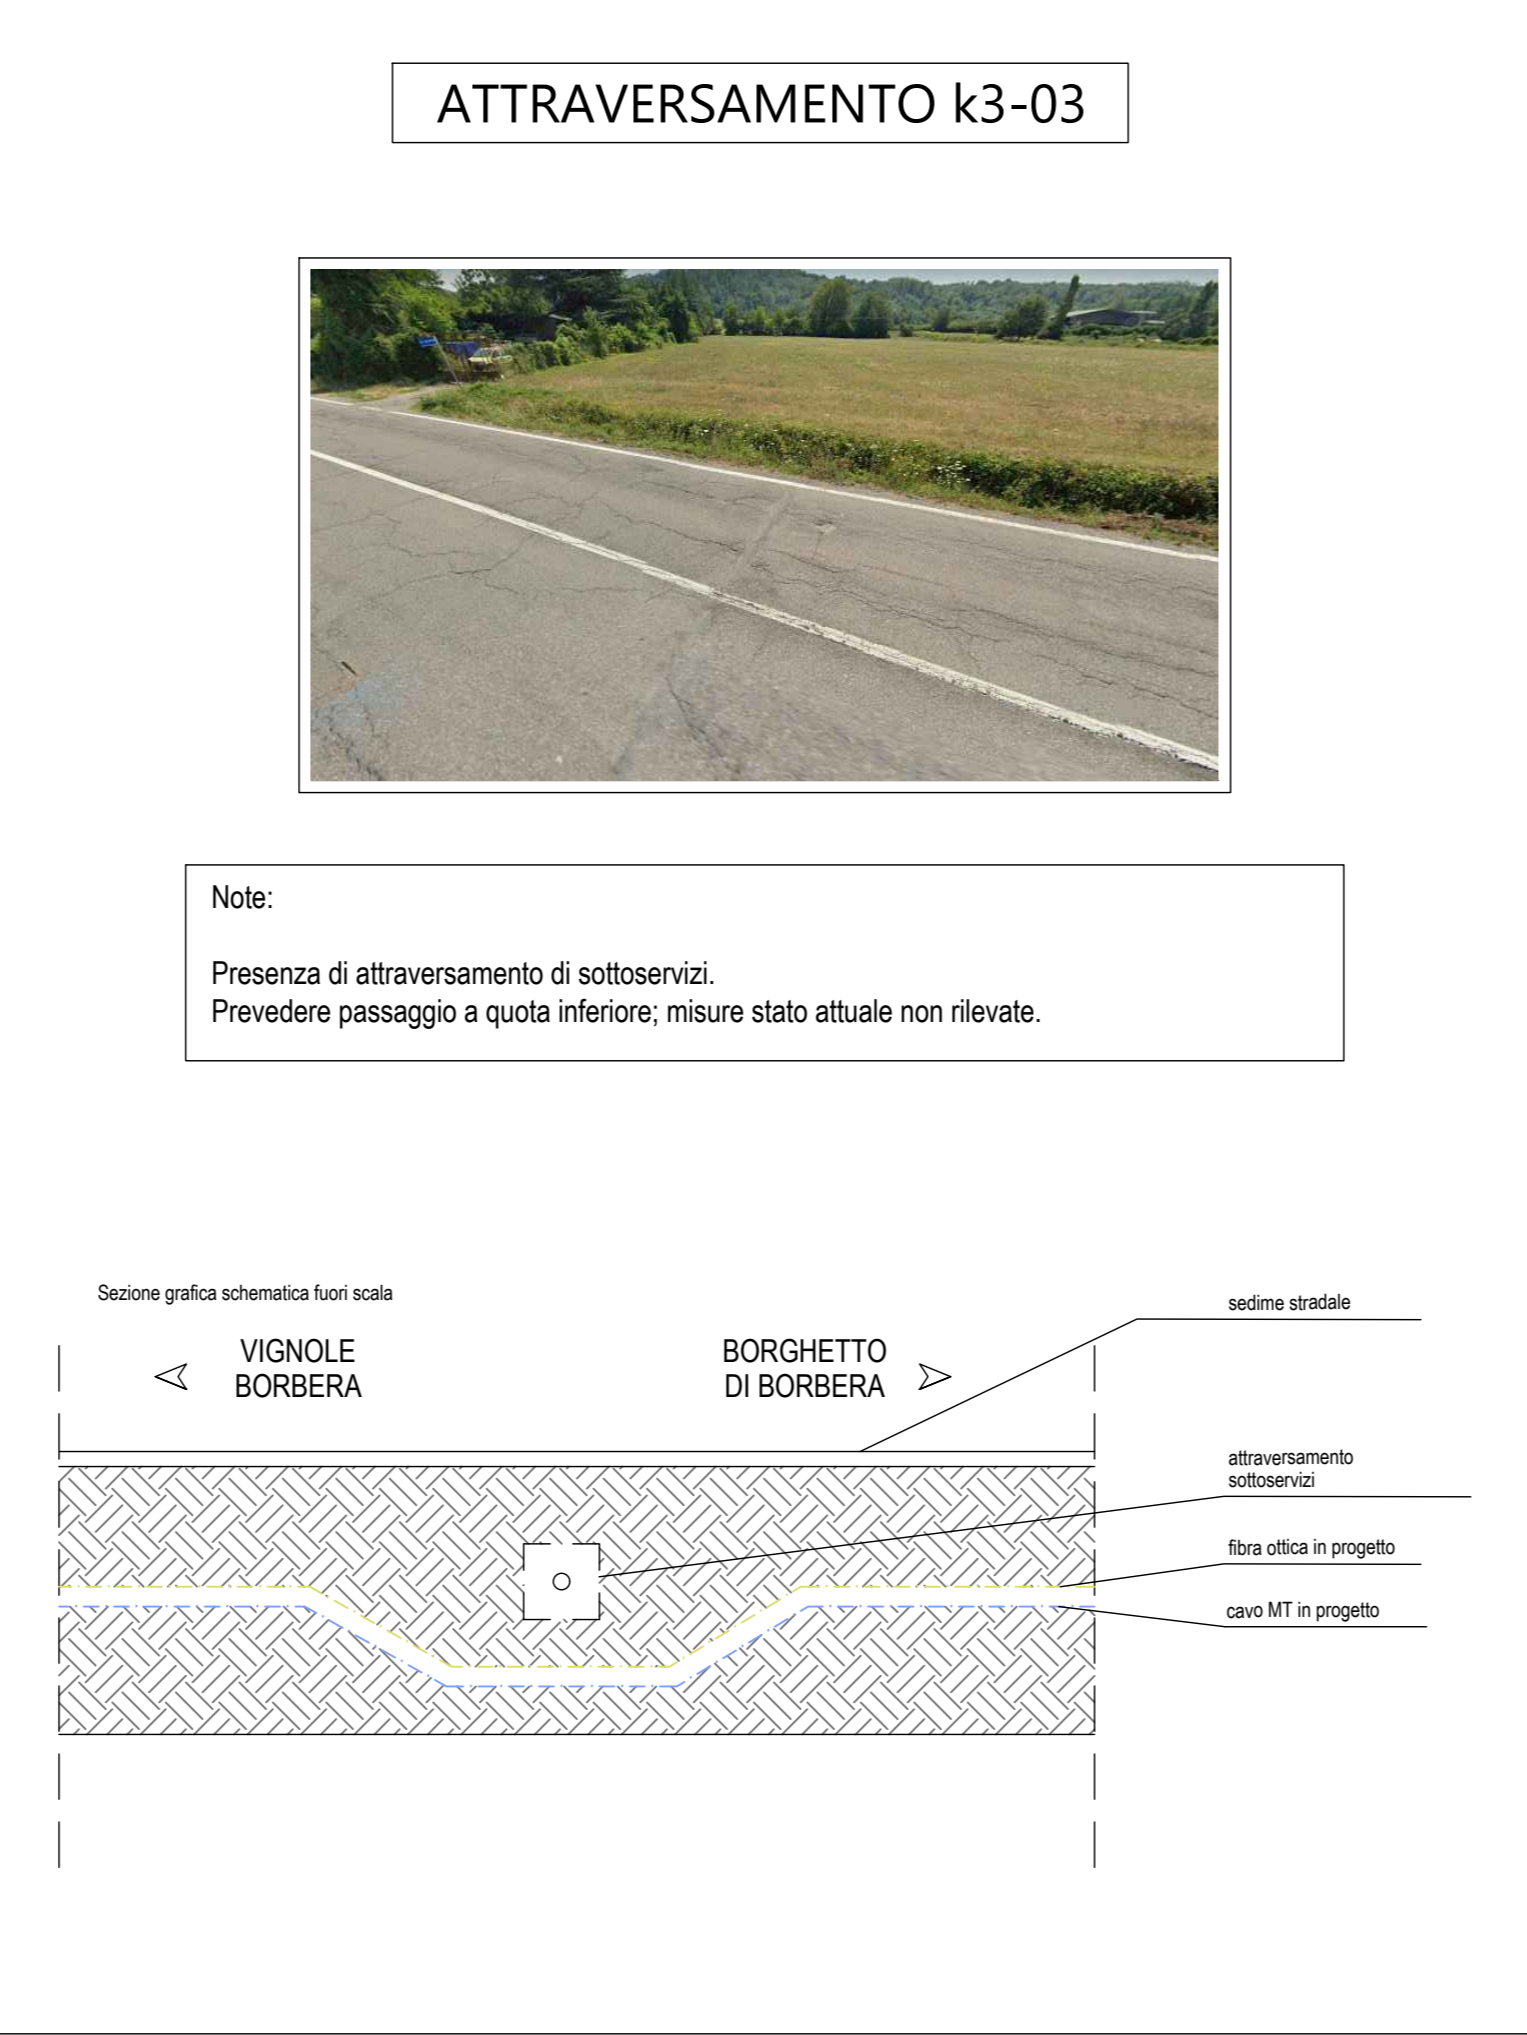 ATTRAVERSAMENTO k3-03
Note:
Presenza di attraversamento di sottoservizi.
Prevedere passaggio a quota inferiore; misure stato attuale non rilevate.
Sezione grafica schematica fuori scala
VIGNOLE
BORBERA
BORGHETTO
DI BORBERA
sedime stradale
attraversamento
sottoservizi
fibra ottica in progetto
cavo MT in progetto